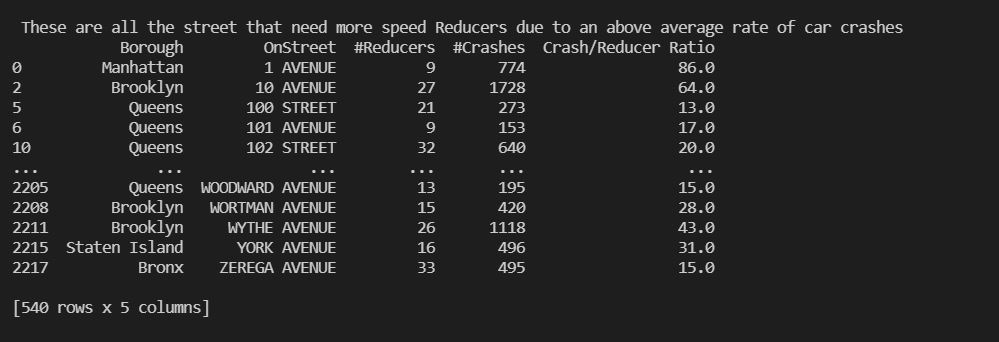 These are all the street that need more speed Reducers due to an above average rate of car crashes
Borough OnStreet #Reducers #Crashes Crash/Reducer Ratio
0 Manhattan 1 AVENUE 9 774 86.0
2 Brooklyn 10 AVENUE 27 1728 64.0
5 Queens 100 STREET 21 273 13.0
6 Queens 101 AVENUE 9 153 17.0
10 Queens 102 STREET 32 640 20.0
... ... ... ... ... ...
2205 Queens WOODWARD AVENUE 13 195 15.0
2208 Brooklyn WORTMAN AVENUE 15 420 28.0
2211 Brooklyn WYTHE AVENUE 26 1118 43.0
2215 Staten Island YORK AVENUE 16 496 31.0
2217 Bronx ZEREGA AVENUE 33 495 15.0
[540 rows x 5 columns]